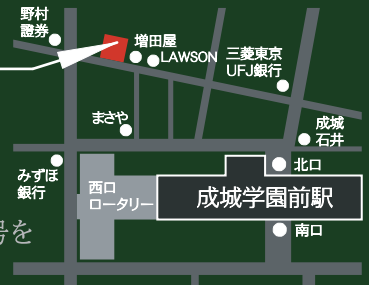 野村
證券
増田屋
LAWSON
三菱東京
UFJ銀行
まさや
成城
石井
みずほ
銀行
西口
ロータリー
北口
成城学園前駅
南口
号を